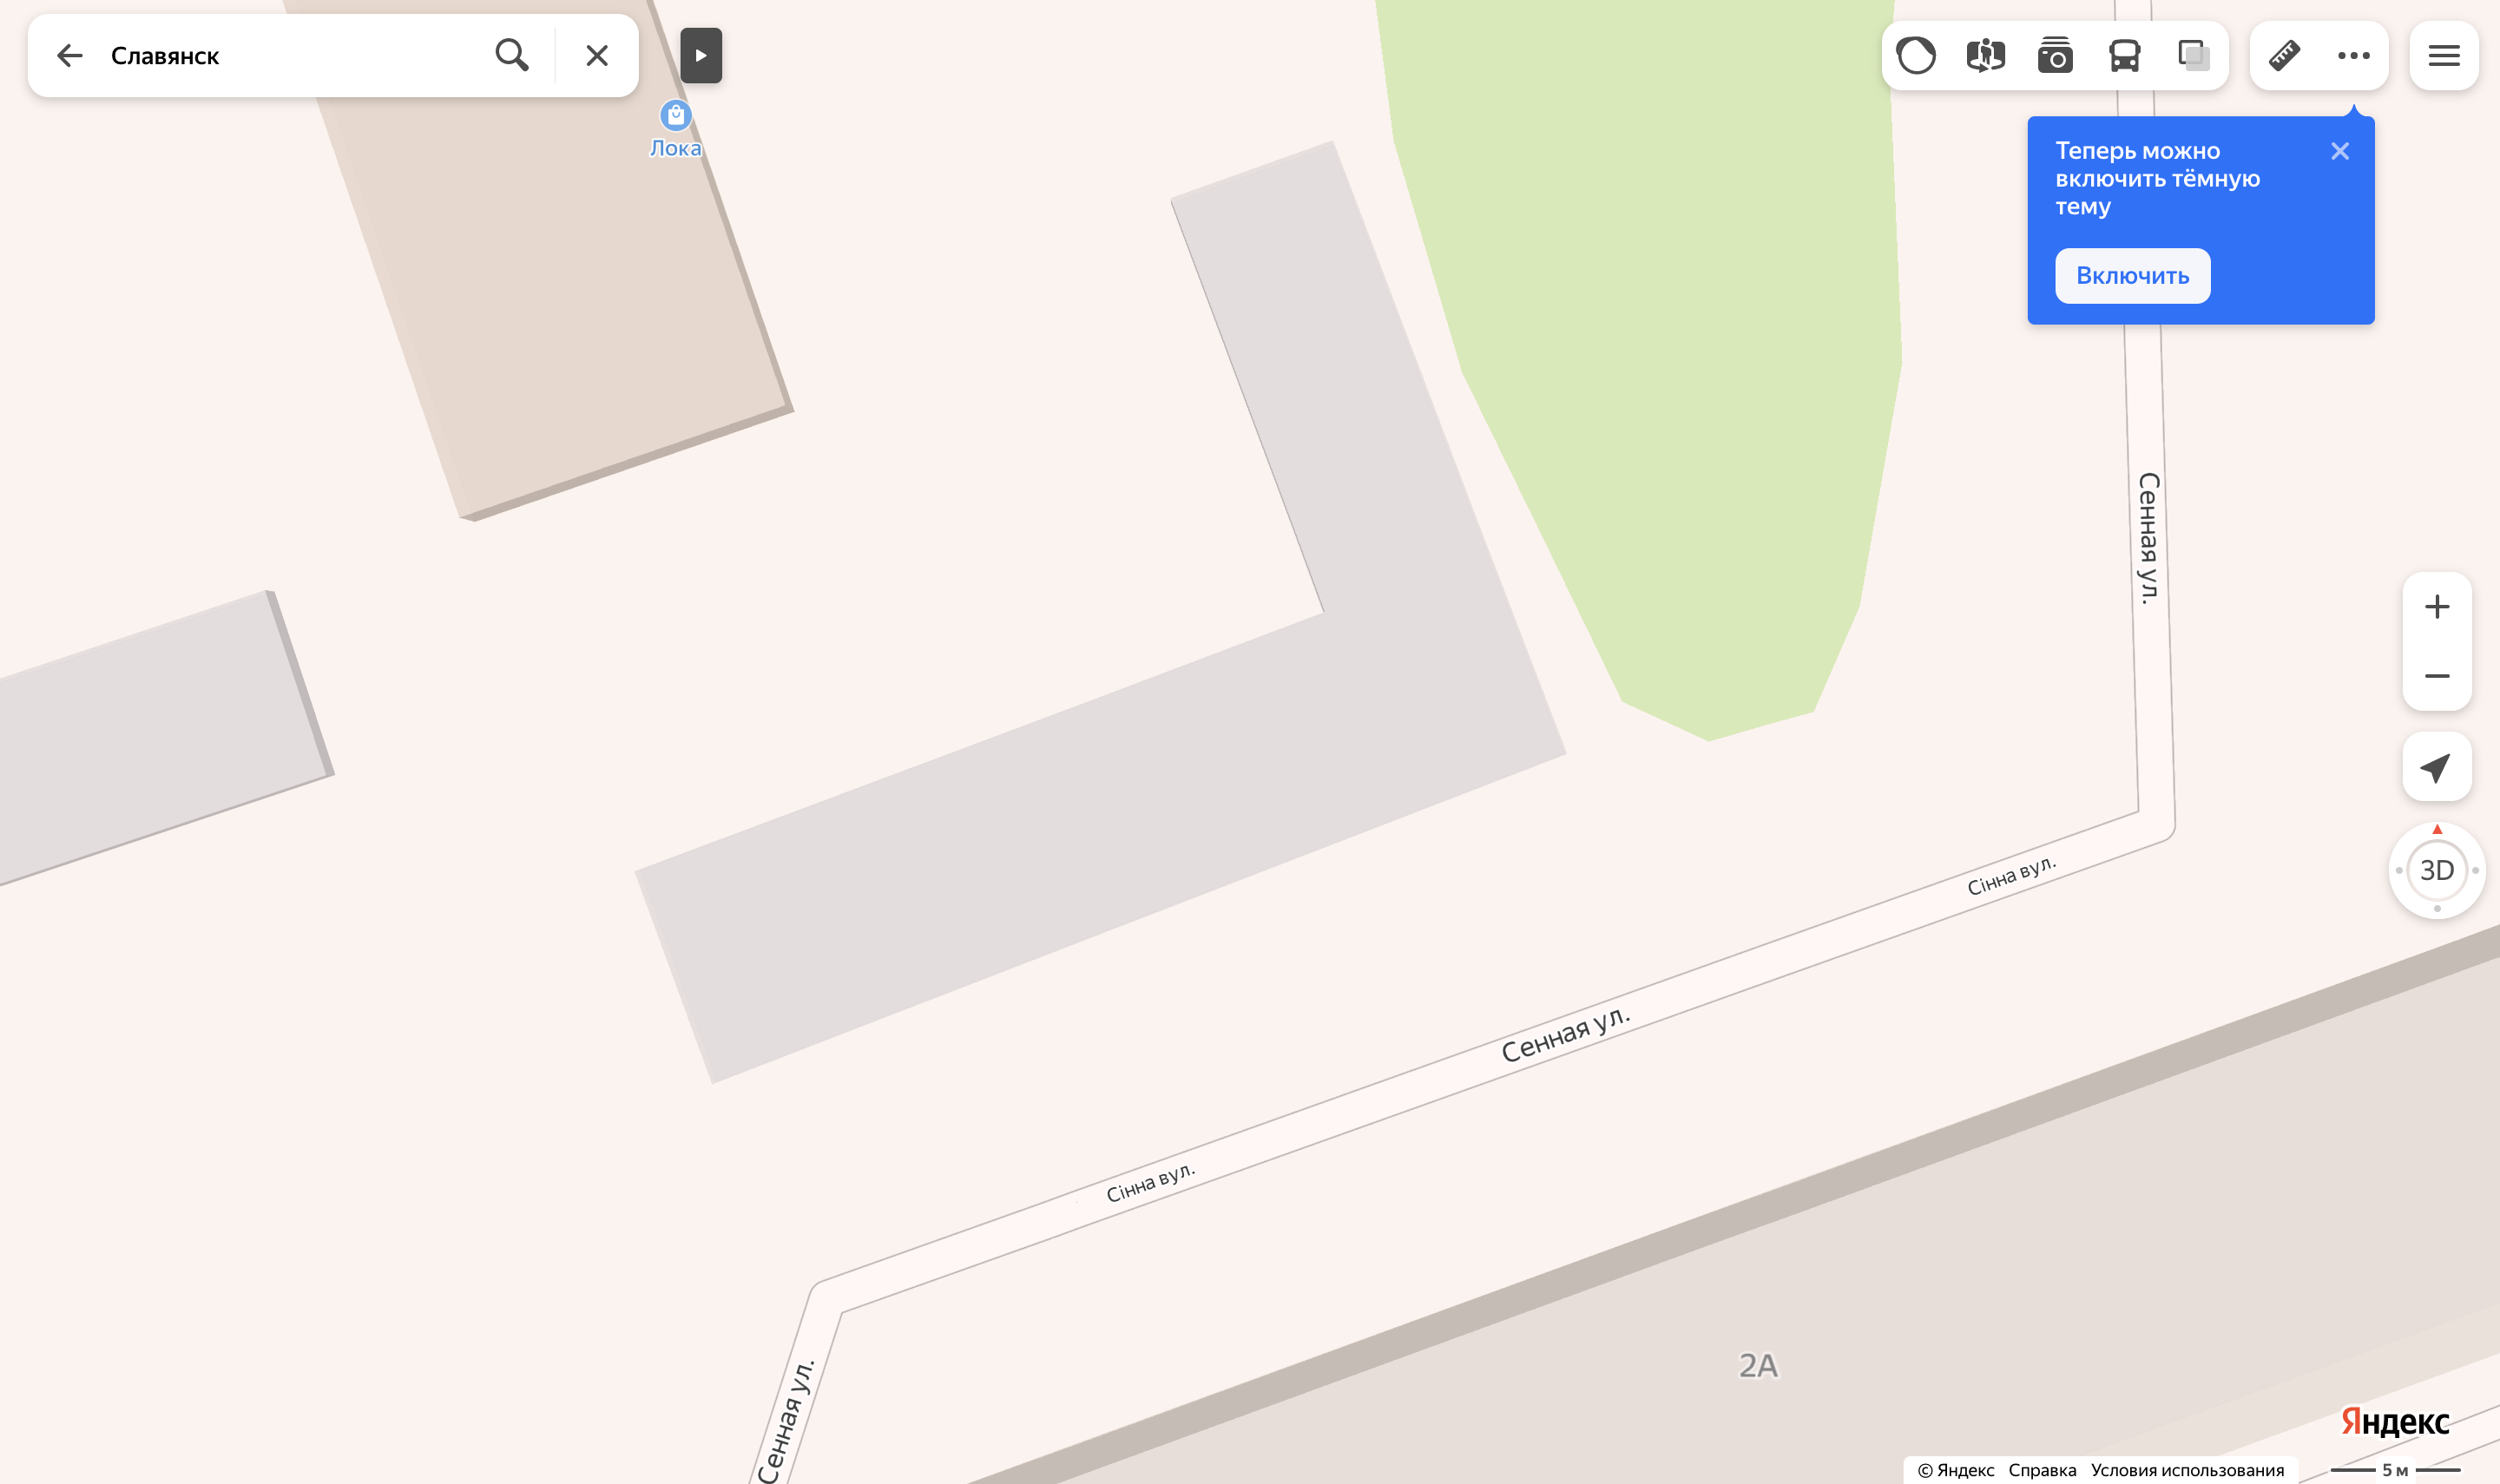 Славянск
Лока
Теперь можно
включить тёмную
тему
Включить
Сенная ул.
Сінна вул.
3D
Сенная ул.
Сінна вул.
Сенная ул.
2А
Яндекс
© Яндекс Справка Условия использования
5 м